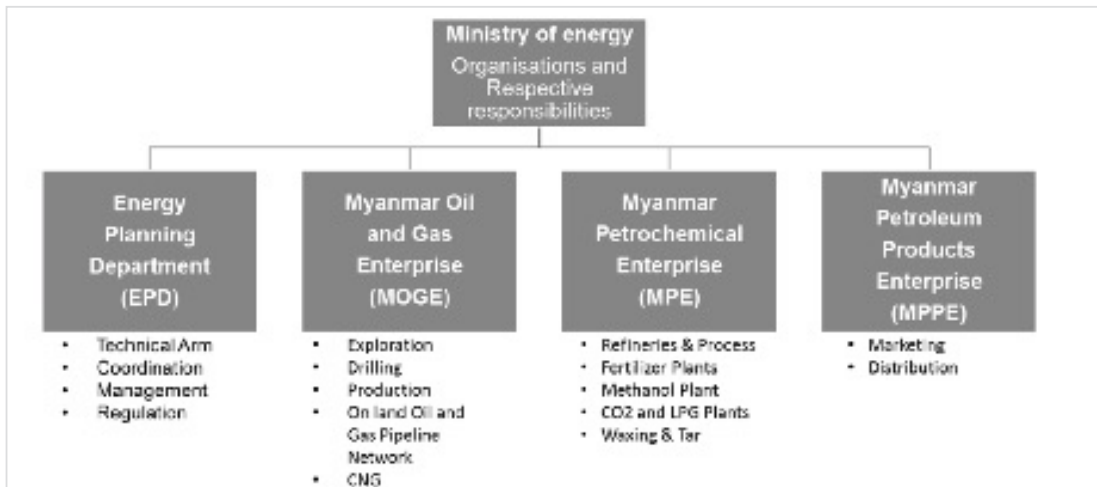 Ministry of energy
Organisations and
Respective
responsibilities
Energy
Planning
Department
(EPD)
• Technical Arm
• Coordination
• Management
• Regulation
Myanmar Oil
and Gas
Enterprise
(MOGE)
• Exploration
• Drilling
• Production
• On land Oil and
Gas Pipeline
Network
• CNG
Myanmar
Petrochemical
Enterprise
(MPE)
• Refineries & Process
• Fertilizer Plants
• Methanol Plant
• CO2 and LPG Plants
• Waxing & Tar
Myanmar
Petroleum
Products
Enterprise
(MPPE)
• Marketing
• Distribution